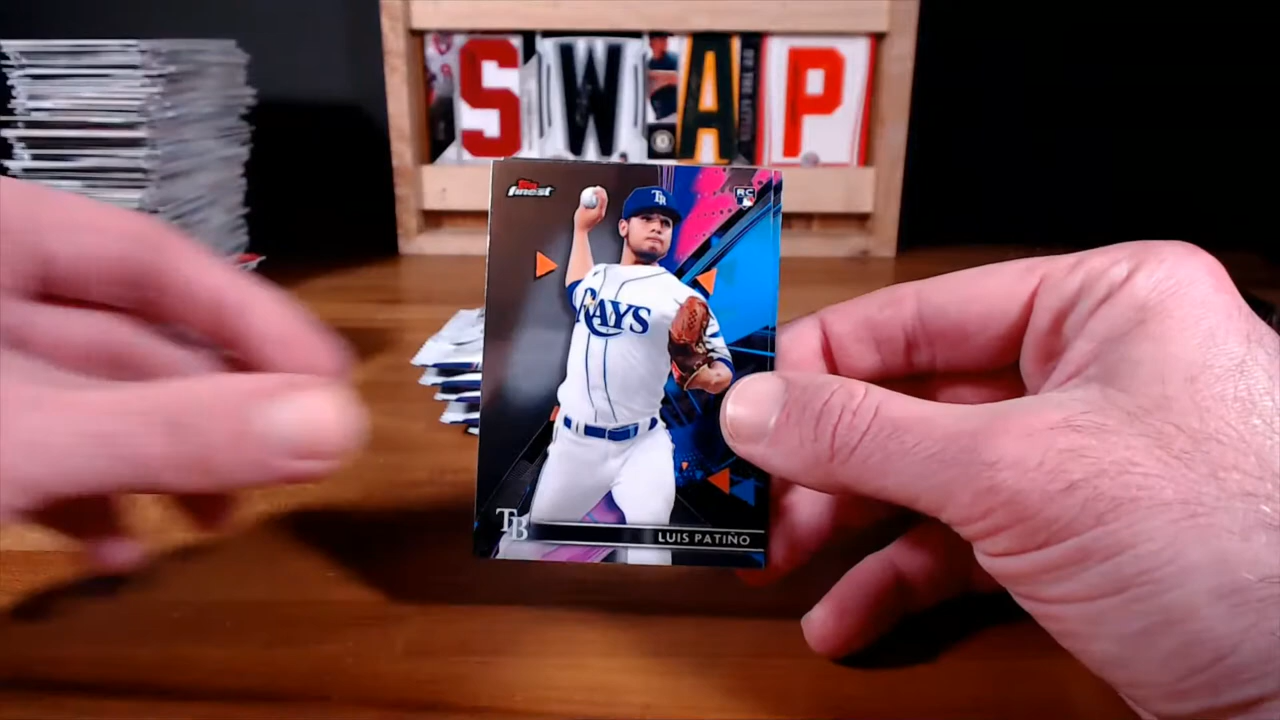 SWAP
Topps
finest
RC
TB
RAYS
TB
LUIS PATIÑO